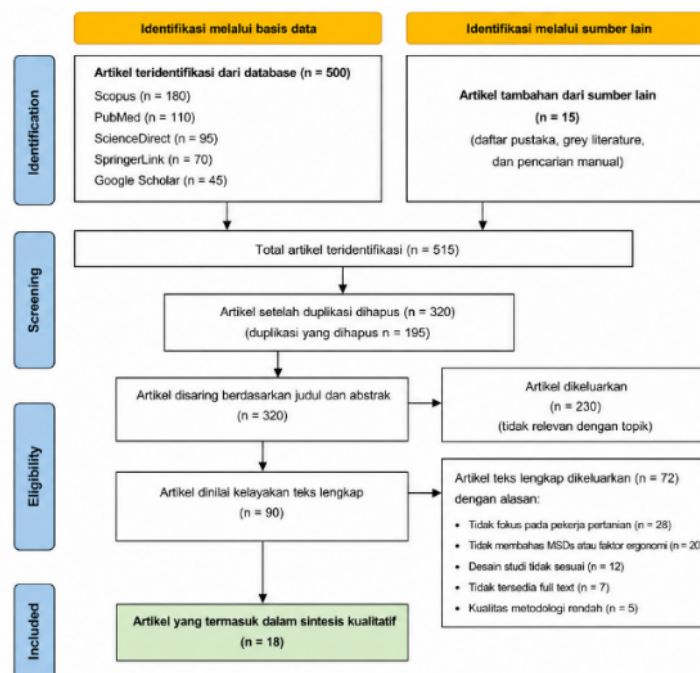 Identifikasi melalui basis data
Identifikasi melalui sumber lain
Identification
Artikel teridentifikasi dari database (n = 500)
Scopus (n = 180)
PubMed (n = 110)
ScienceDirect (n = 95)
SpringerLink (n = 70)
Google Scholar (n = 45)
Artikel tambahan dari sumber lain
(n = 15)
(daftar pustaka, grey literature,
dan pencarian manual)
Screening
Total artikel teridentifikasi (n = 515)
Artikel setelah duplikasi dihapus (n = 320)
(duplikasi yang dihapus n = 195)
Eligibility
Artikel disaring berdasarkan judul dan abstrak
(n = 320)
Artikel dikeluarkan
(n = 230)
(tidak relevan dengan topik)
Artikel dinilai kelayakan teks lengkap
(n = 90)
Artikel teks lengkap dikeluarkan (n = 72)
dengan alasan:
• Tidak fokus pada pekerja pertanian (n = 28)
• Tidak membahas MSDs atau faktor ergonomi (n = 20
• Desain studi tidak sesuai (n = 12)
• Tidak tersedia full text (n = 7)
• Kualitas metodologi rendah (n = 5)
Included
Artikel yang termasuk dalam sintesis kualitatif
(n = 18)